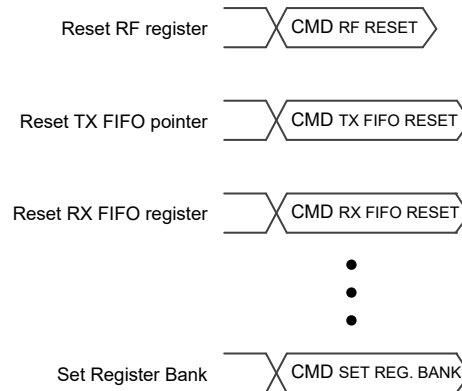 Reset RF register CMD RF RESET
Reset TX FIFO pointer CMD TX FIFO RESET
Reset RX FIFO register CMD RX FIFO RESET
Set Register Bank CMD SET REG. BANK